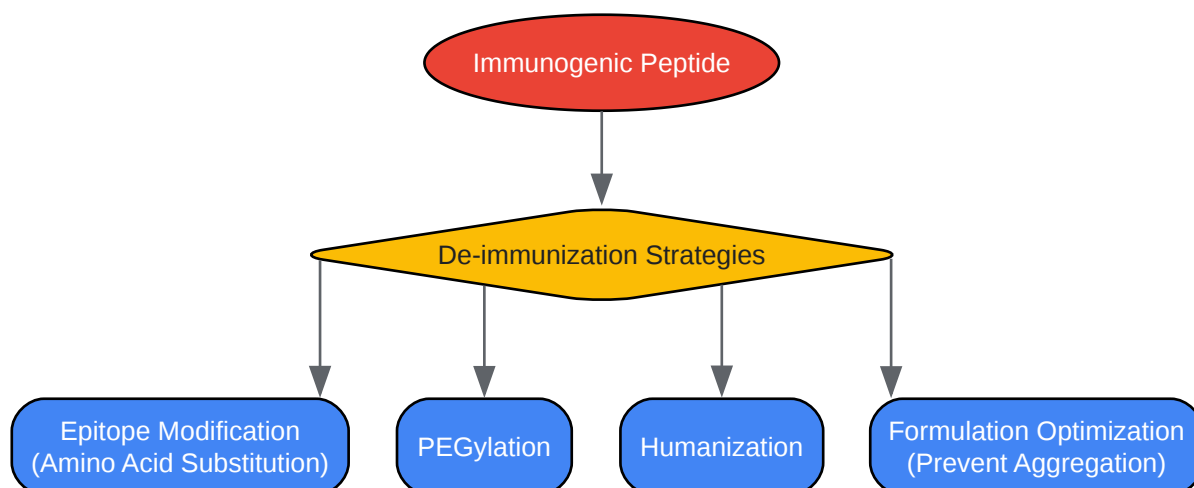 Immunogenic Peptide
De-immunization Strategies
Epitope Modification
(Amino Acid Substitution)
PEGylation
Humanization
Formulation Optimization
(Prevent Aggregation)